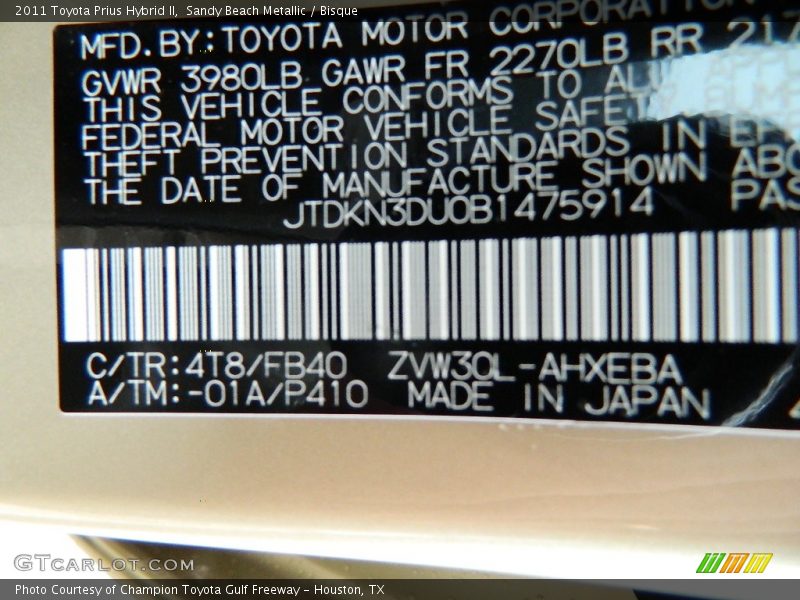 2011 Toyota Prius Hybrid II, Sandy Beach Metallic / Bisque
MFD. BY: TOYOTA MOTOR CORPORATION
GVWR 3980LB GAWR FR 2270LB RR 217
THIS VEHICLE CONFORMS TO ALL
FEDERAL MOTOR VEHICLE SAFETY
THEFT PREVENTION STANDARDS IN
THE DATE OF MANUFACTURE SHOWN ABO
JTDKN3DU0B1475914 PAS
C/TR:4T8/FB40 ZVW30L-AHXEBA
A/TM:-01A/P410 MADE IN JAPAN
GTCARLOT.COM
Photo Courtesy of Champion Toyota Gulf Freeway - Houston, TX